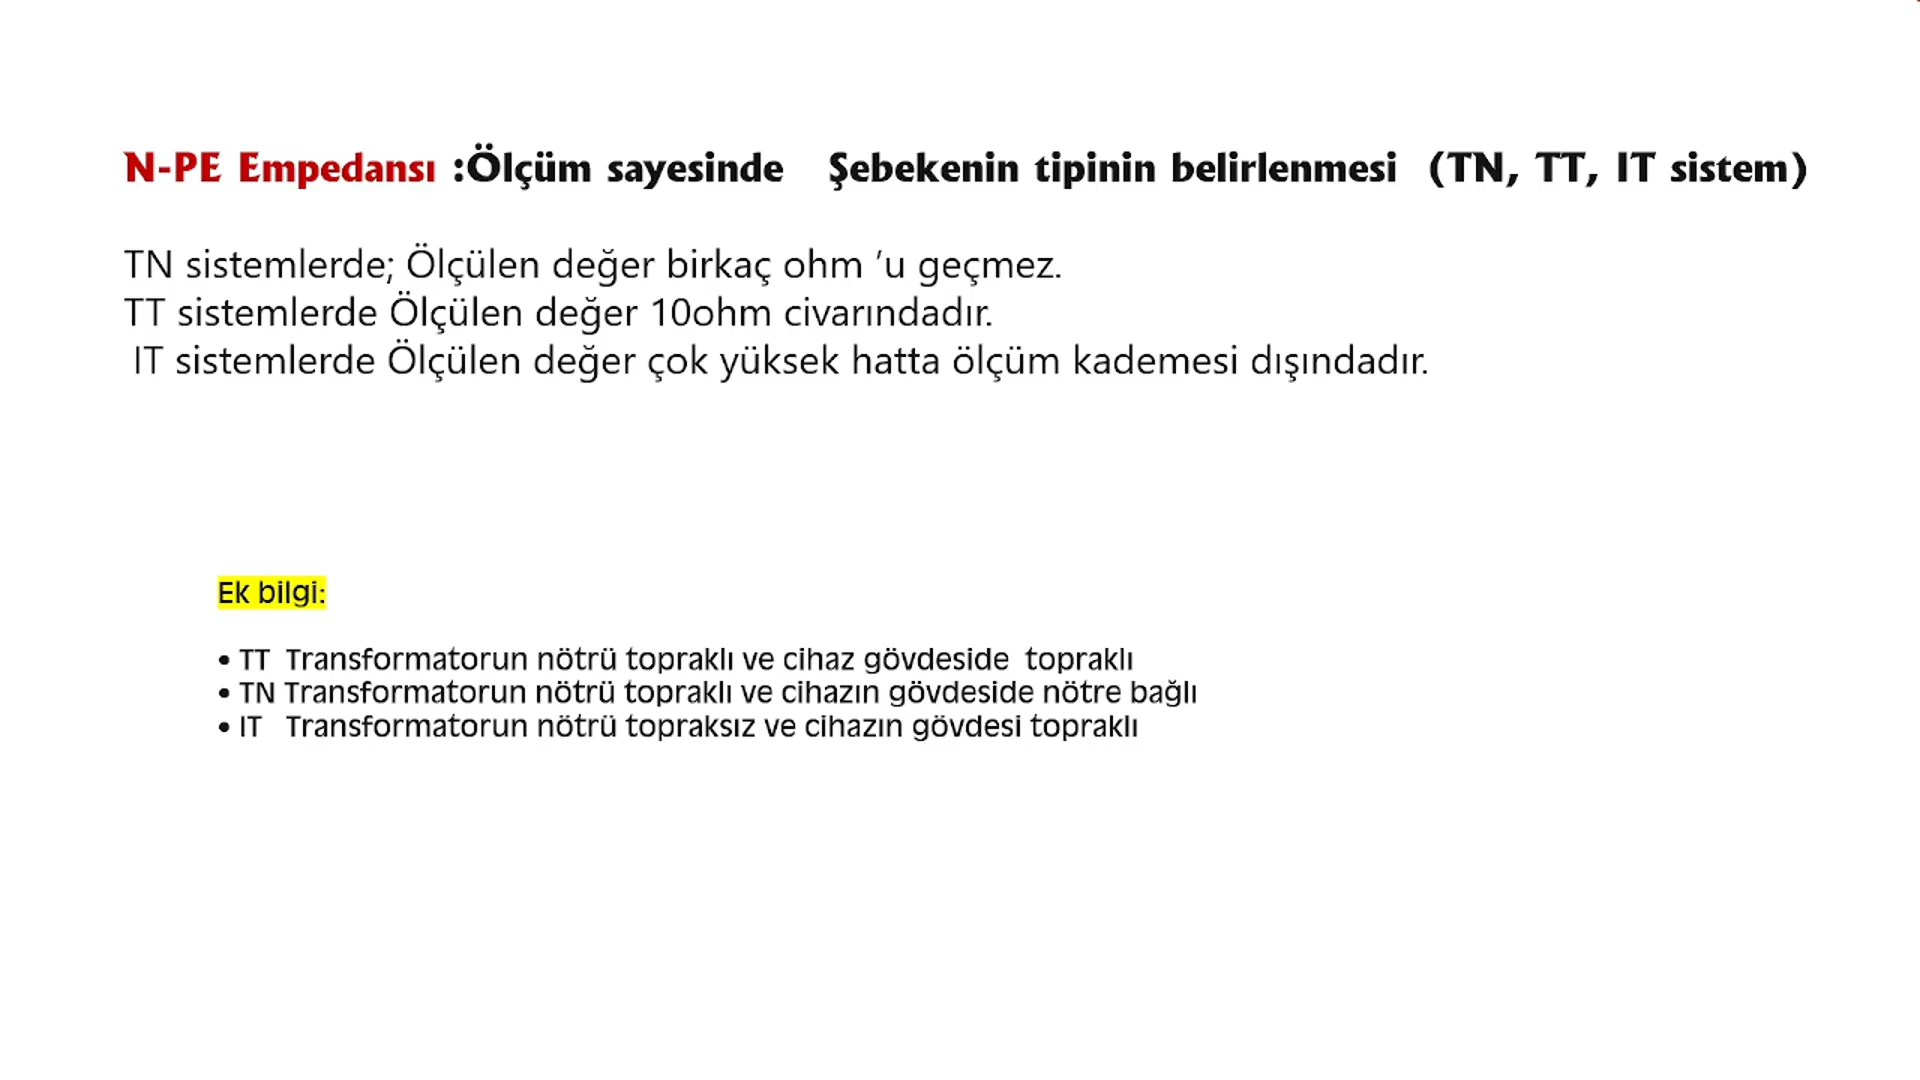 N-PE Empedansı :Ölçüm sayesinde Şebekenin tipinin belirlenmesi (TN, TT, IT sistem)
TN sistemlerde; Ölçülen değer birkaç ohm 'u geçmez.
TT sistemlerde Ölçülen değer 10ohm civarındadır.
IT sistemlerde Ölçülen değer çok yüksek hatta ölçüm kademesi dışındadır.
Ek bilgi:
• TT Transformatorun nötrü topraklı ve cihaz gövdeside topraklı
• TN Transformatorun nötrü topraklı ve cihazın gövdeside nötre bağlı
• IT Transformatorun nötrü topraksız ve cihazın gövdesi topraklı